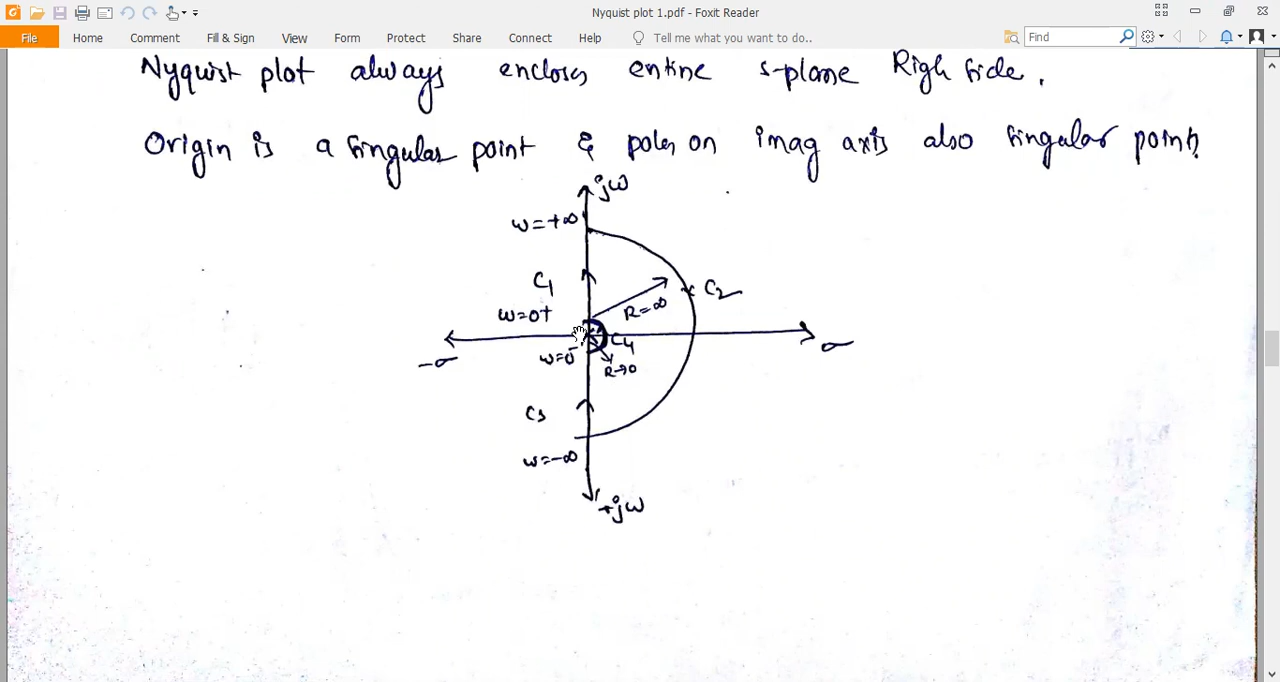 Nyquist plot 1.pdf - Foxit Reader
File Home Comment Fill & Sign View Form Protect Share Connect Help Tell me what you want to do.. Find
Nyquist plot always encloses entire s-plane Righ side.
Origin is a singular point & poles on imag axis also singular points.
jω
ω=+∞
C1
C2
R=∞
ω=0+
C4
-σ
σ
ω=0-
R→0
C3
ω=-∞
+jω